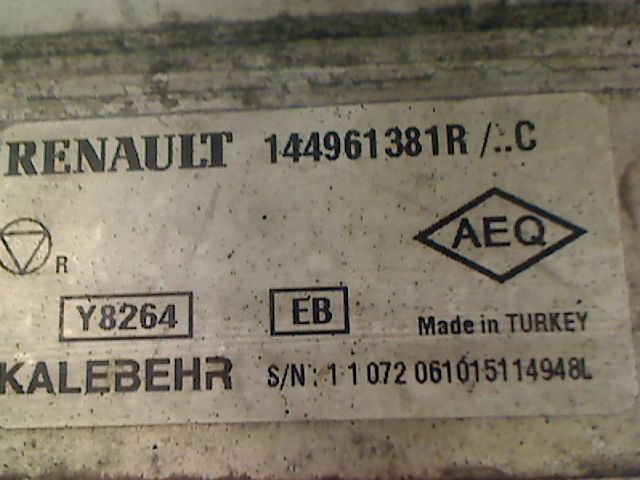 RENAULT 144961381R /..C
AEQ
R
Y8264 EB Made in TURKEY
KALEBEHR S/N: 1 1 072 061015114948L